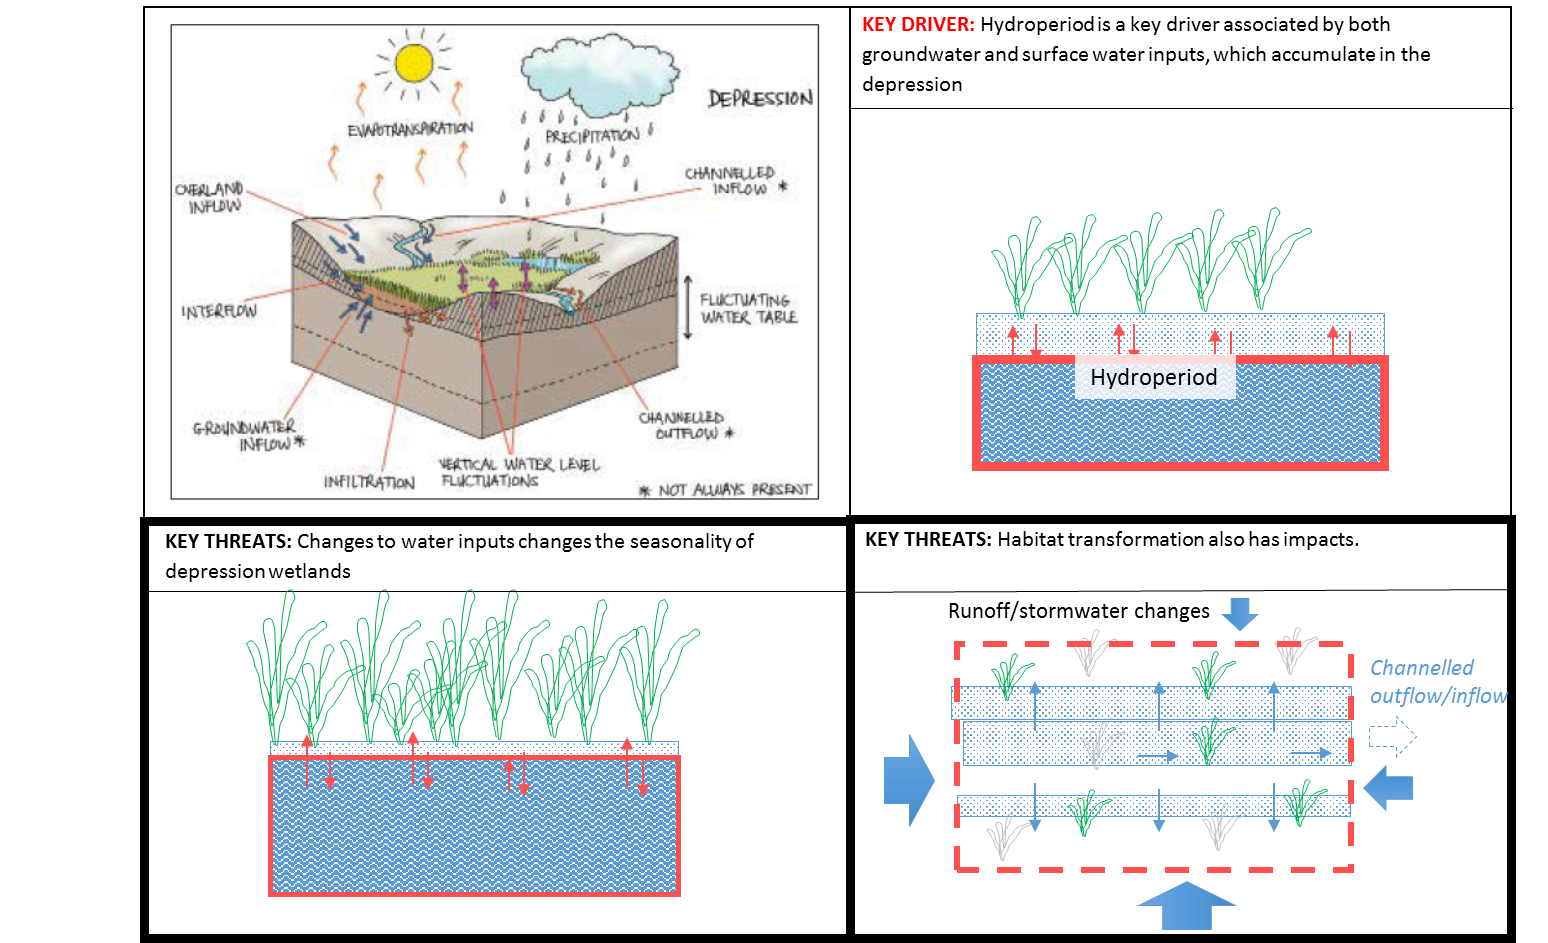 DEPRESSION
EVAPOTRANSPIRATION
PRECIPITATION
OVERLAND
INFLOW
CHANNELLED
INFLOW *
INTERFLOW
FLUCTUATING
WATER TABLE
GROUNDWATER
INFLOW *
CHANNELLED
OUTFLOW *
INFILTRATION
VERTICAL WATER LEVEL
FLUCTUATIONS
* NOT ALWAYS PRESENT
KEY DRIVER: Hydroperiod is a key driver associated by both
groundwater and surface water inputs, which accumulate in the
depression
Hydroperiod
KEY THREATS: Changes to water inputs changes the seasonality of
depression wetlands
KEY THREATS: Habitat transformation also has impacts.
Runoff/stormwater changes
Channelled
outflow/inflow